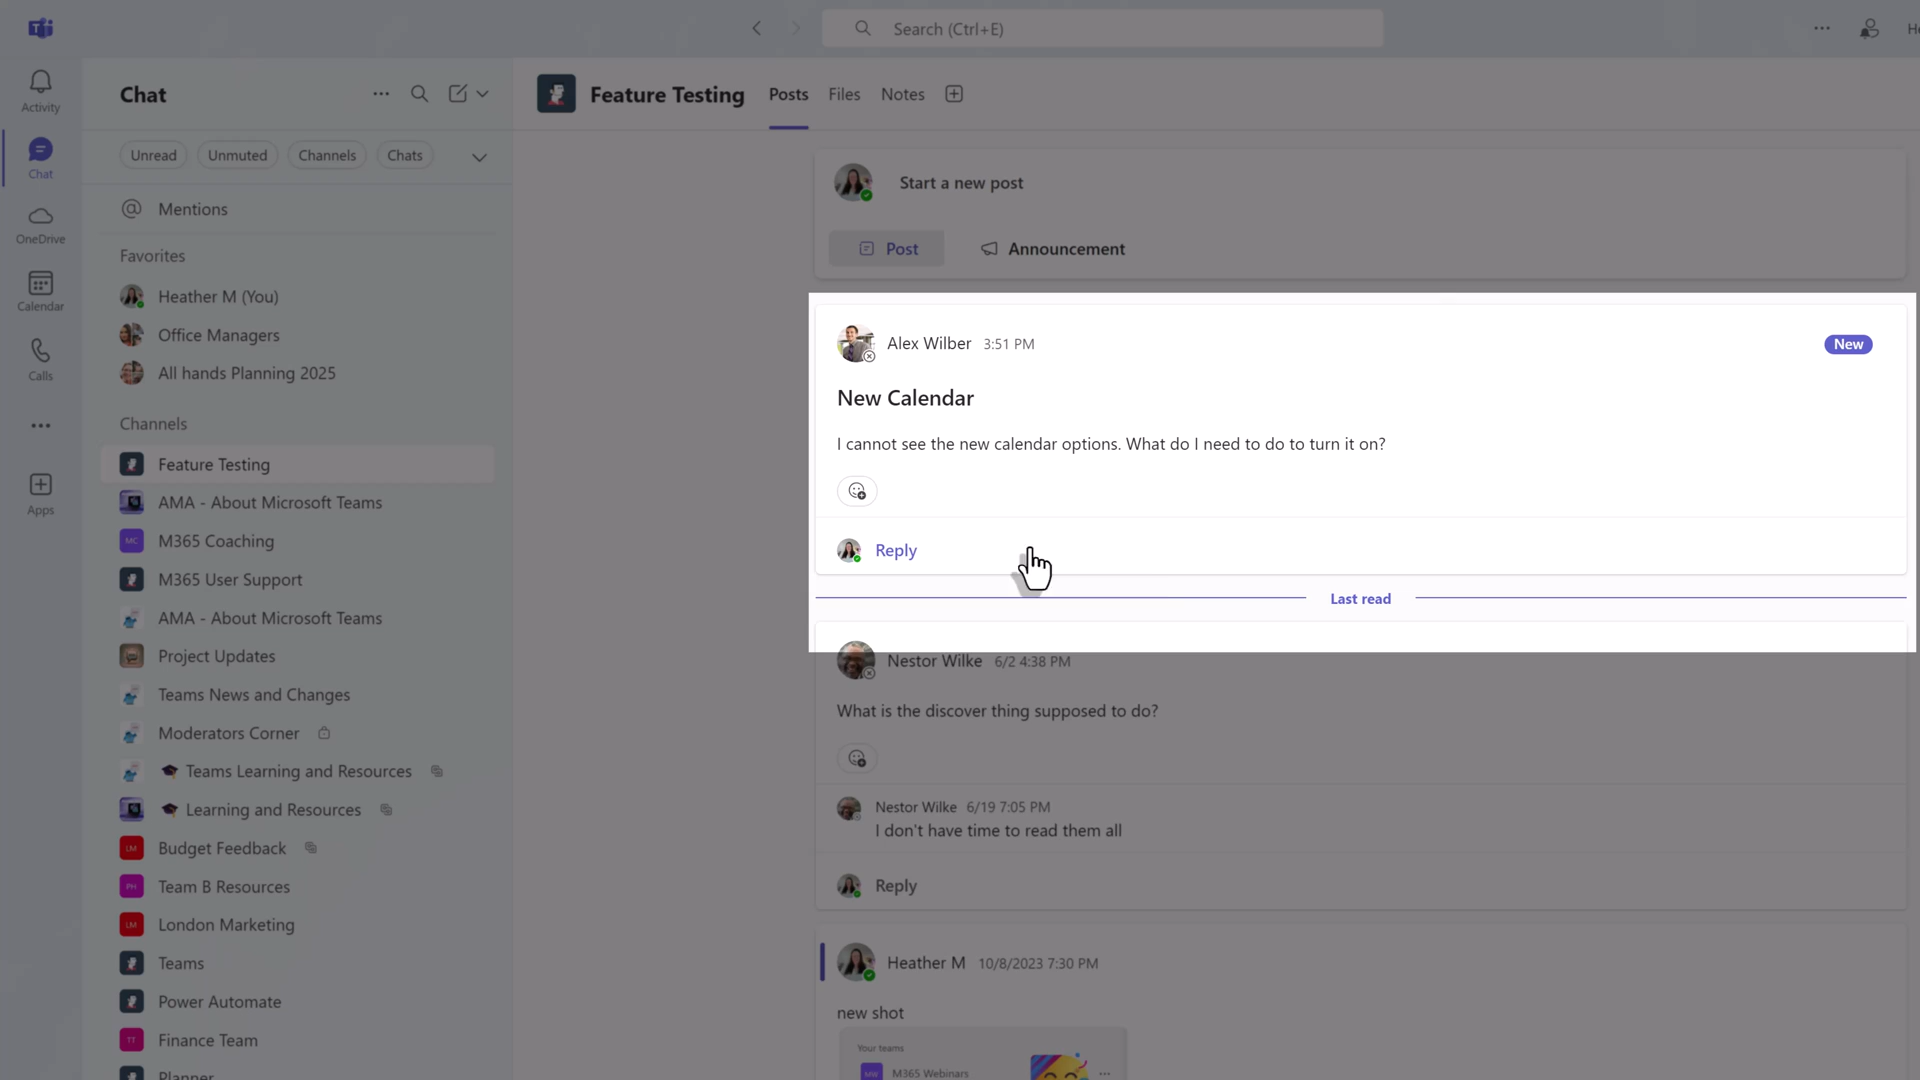 Search (Ctrl+E)
Activity
Chat
OneDrive
Calendar
Calls
Apps
Chat
Unread
Unmuted
Channels
Chats
@ Mentions
Favorites
Heather M (You)
Office Managers
All hands Planning 2025
Channels
Feature Testing
AMA - About Microsoft Teams
MC M365 Coaching
M365 User Support
AMA - About Microsoft Teams
Project Updates
Teams News and Changes
Moderators Corner
Teams Learning and Resources
Learning and Resources
LM Budget Feedback
PH Team B Resources
LM London Marketing
Teams
Power Automate
TT Finance Team
Planner
Feature Testing Posts Files Notes
Start a new post
Post Announcement
Alex Wilber 3:51 PM New
New Calendar
I cannot see the new calendar options. What do I need to do to turn it on?
Reply
Last read
Nestor Wilke 6/2 4:38 PM
What is the discover thing supposed to do?
Nestor Wilke 6/19 7:05 PM
I don't have time to read them all
Reply
Heather M 10/8/2023 7:30 PM
new shot
Your teams
MW M365 Webinars